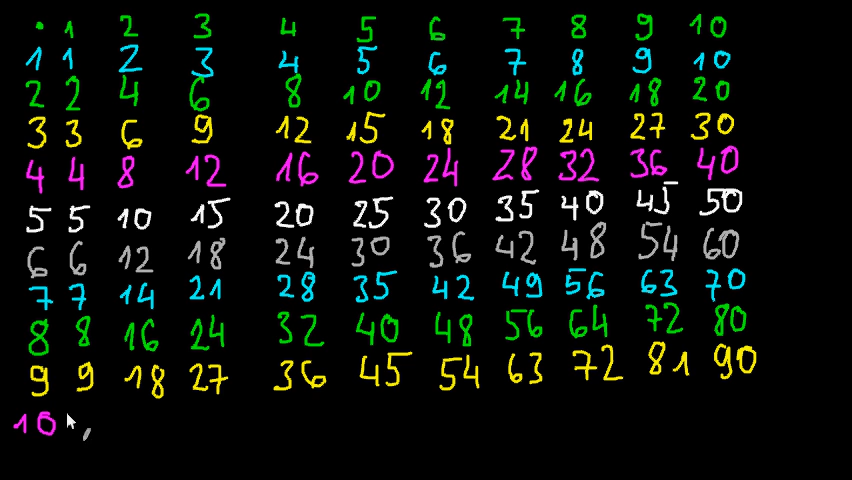 · 1 2 3 4 5 6 7 8 9 10
1 1 2 3 4 5 6 7 8 9 10
2 2 4 6 8 10 12 14 16 18 20
3 3 6 9 12 15 18 21 24 27 30
4 4 8 12 16 20 24 28 32 36 40
5 5 10 15 20 25 30 35 40 45 50
6 6 12 18 24 30 36 42 48 54 60
7 7 14 21 28 35 42 49 56 63 70
8 8 16 24 32 40 48 56 64 72 80
9 9 18 27 36 45 54 63 72 81 90
10